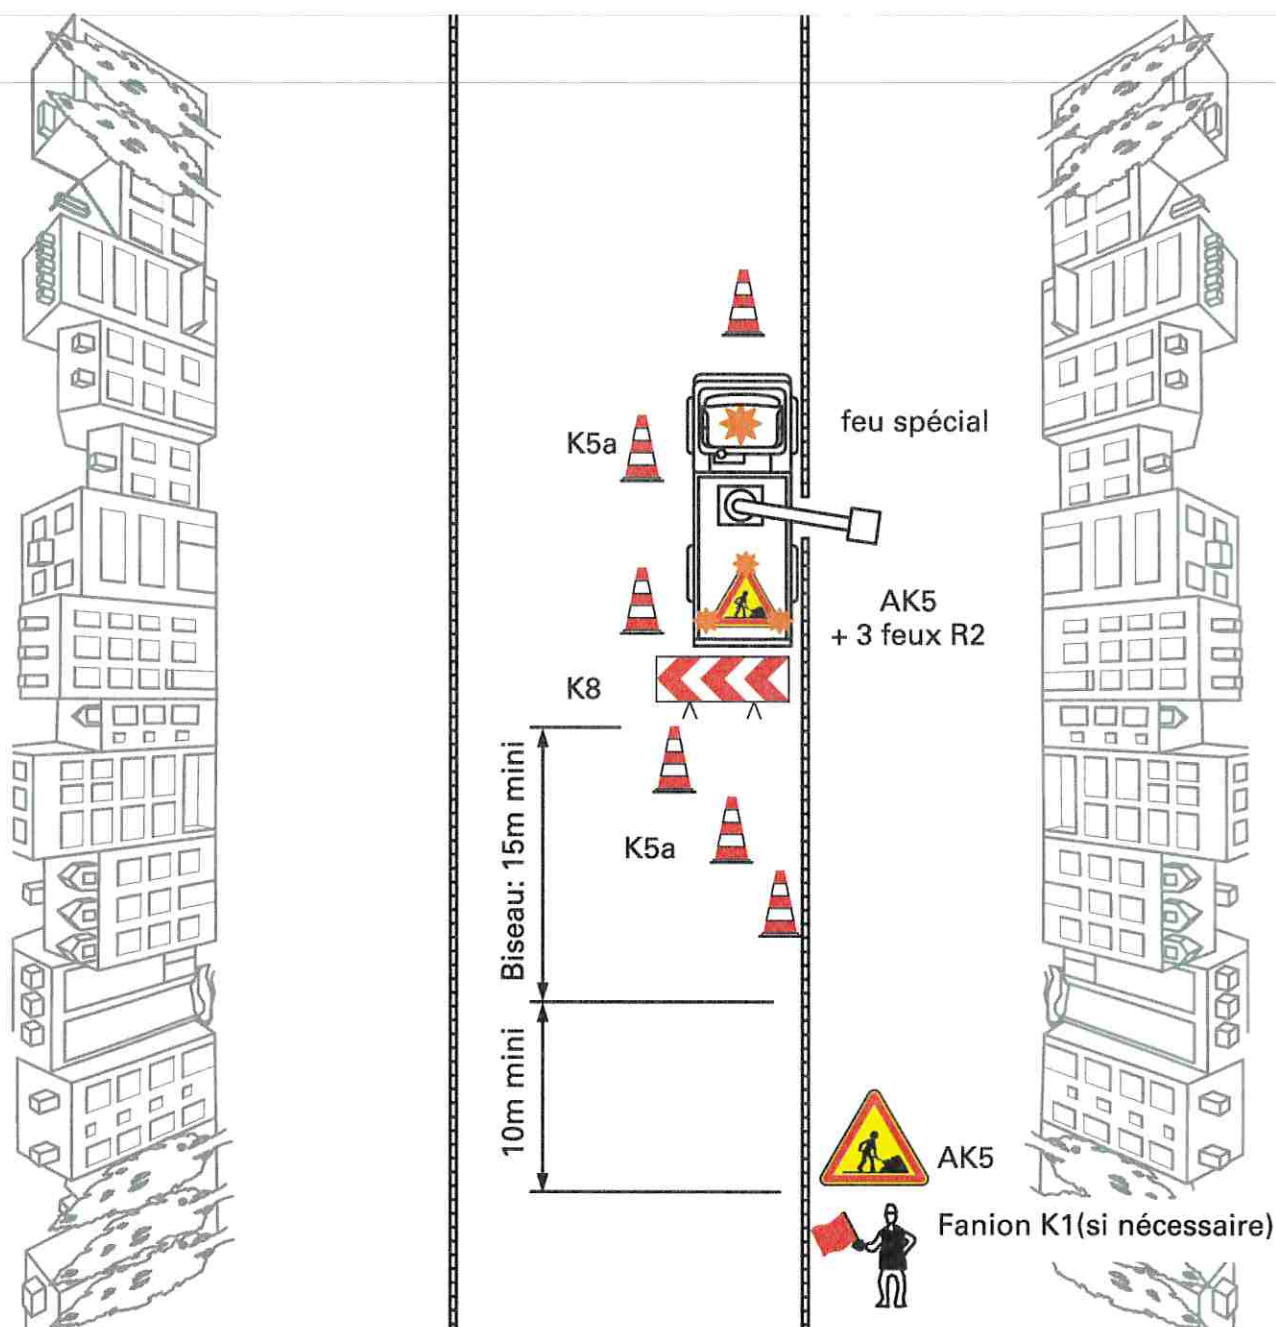 feu spécial
K5a
AK5
+ 3 feux R2
K8
Biseau: 15m mini
K5a
10m mini
AK5
Fanion K1(si nécessaire)